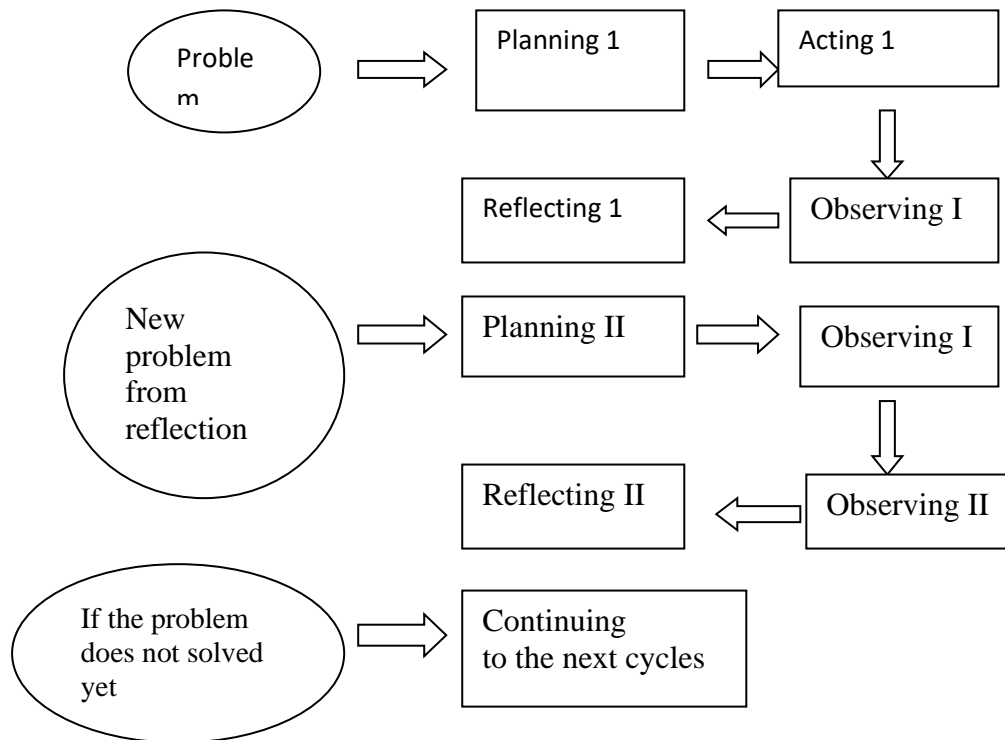 Proble
m
Planning 1
Acting 1
Reflecting 1
Observing I
New
problem
from
reflection
Planning II
Observing I
Reflecting II
Observing II
If the problem
does not solved
yet
Continuing
to the next cycles